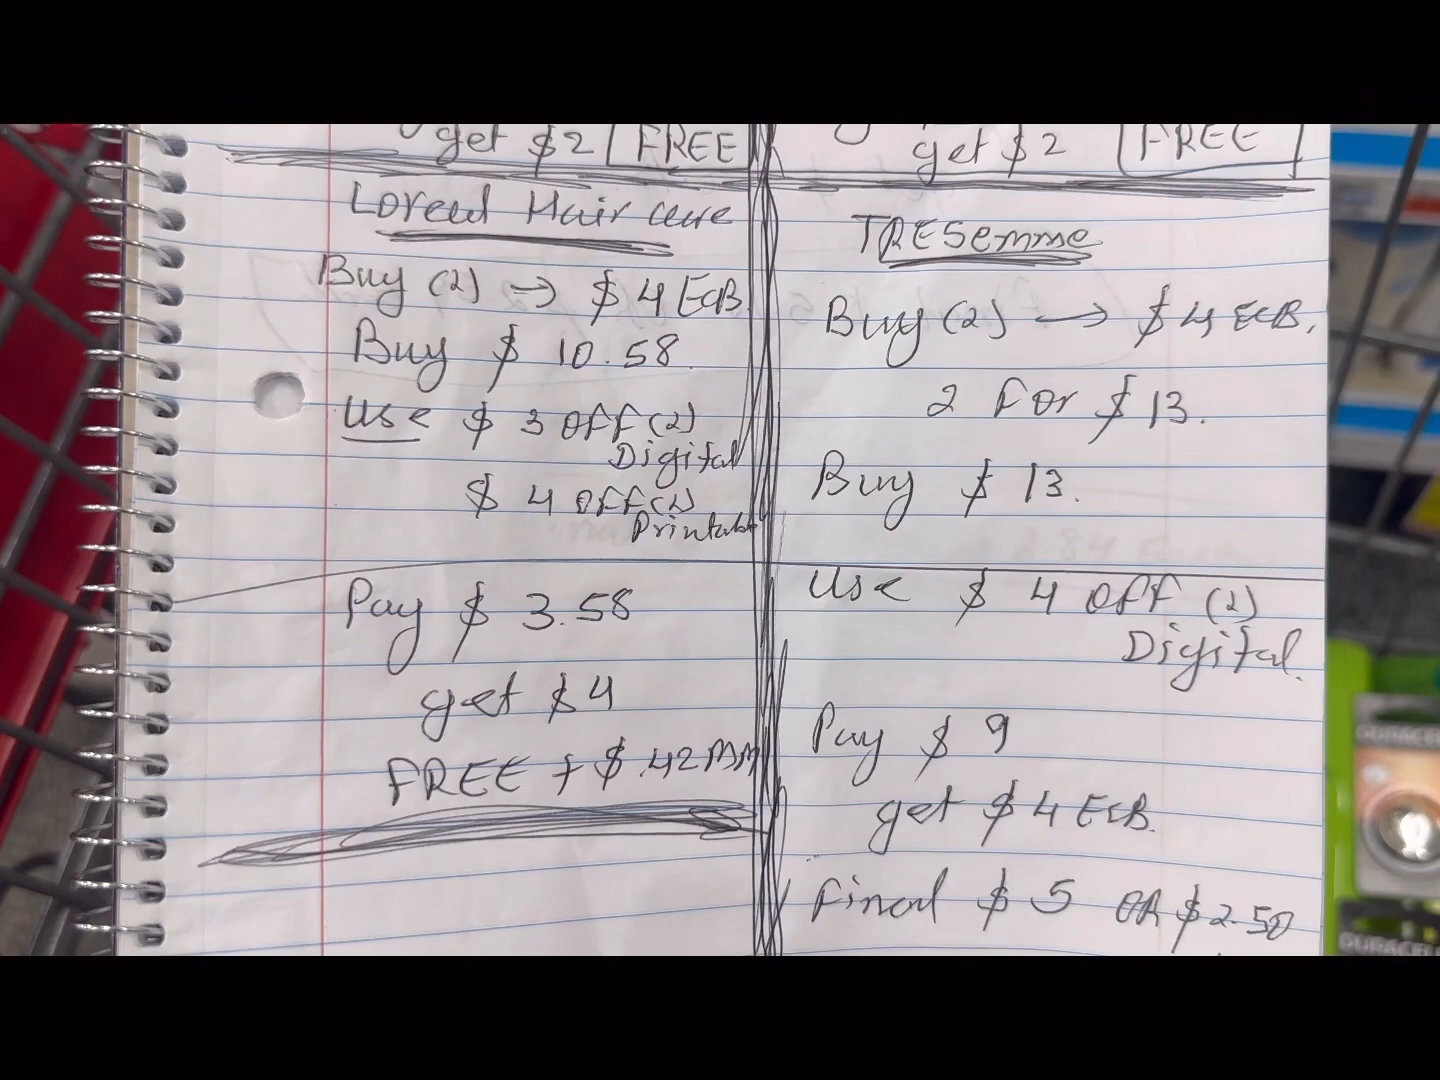 get $2 FREE
Loreal Hair care
Buy (2) → $4 ECB
Buy $10.58
Use $3 off (2)
Digital
$4 off (2)
Pay $3.58
get $4
FREE + $.42 MM
get $2 FREE
TRESemme
Buy (2) → $4 ECB.
2 For $13.
Buy $13.
Use $4 off (2)
Digital.
Pay $9
get $4 ECB.
Final $5 OR $2.50
DURACELL
DURACELL